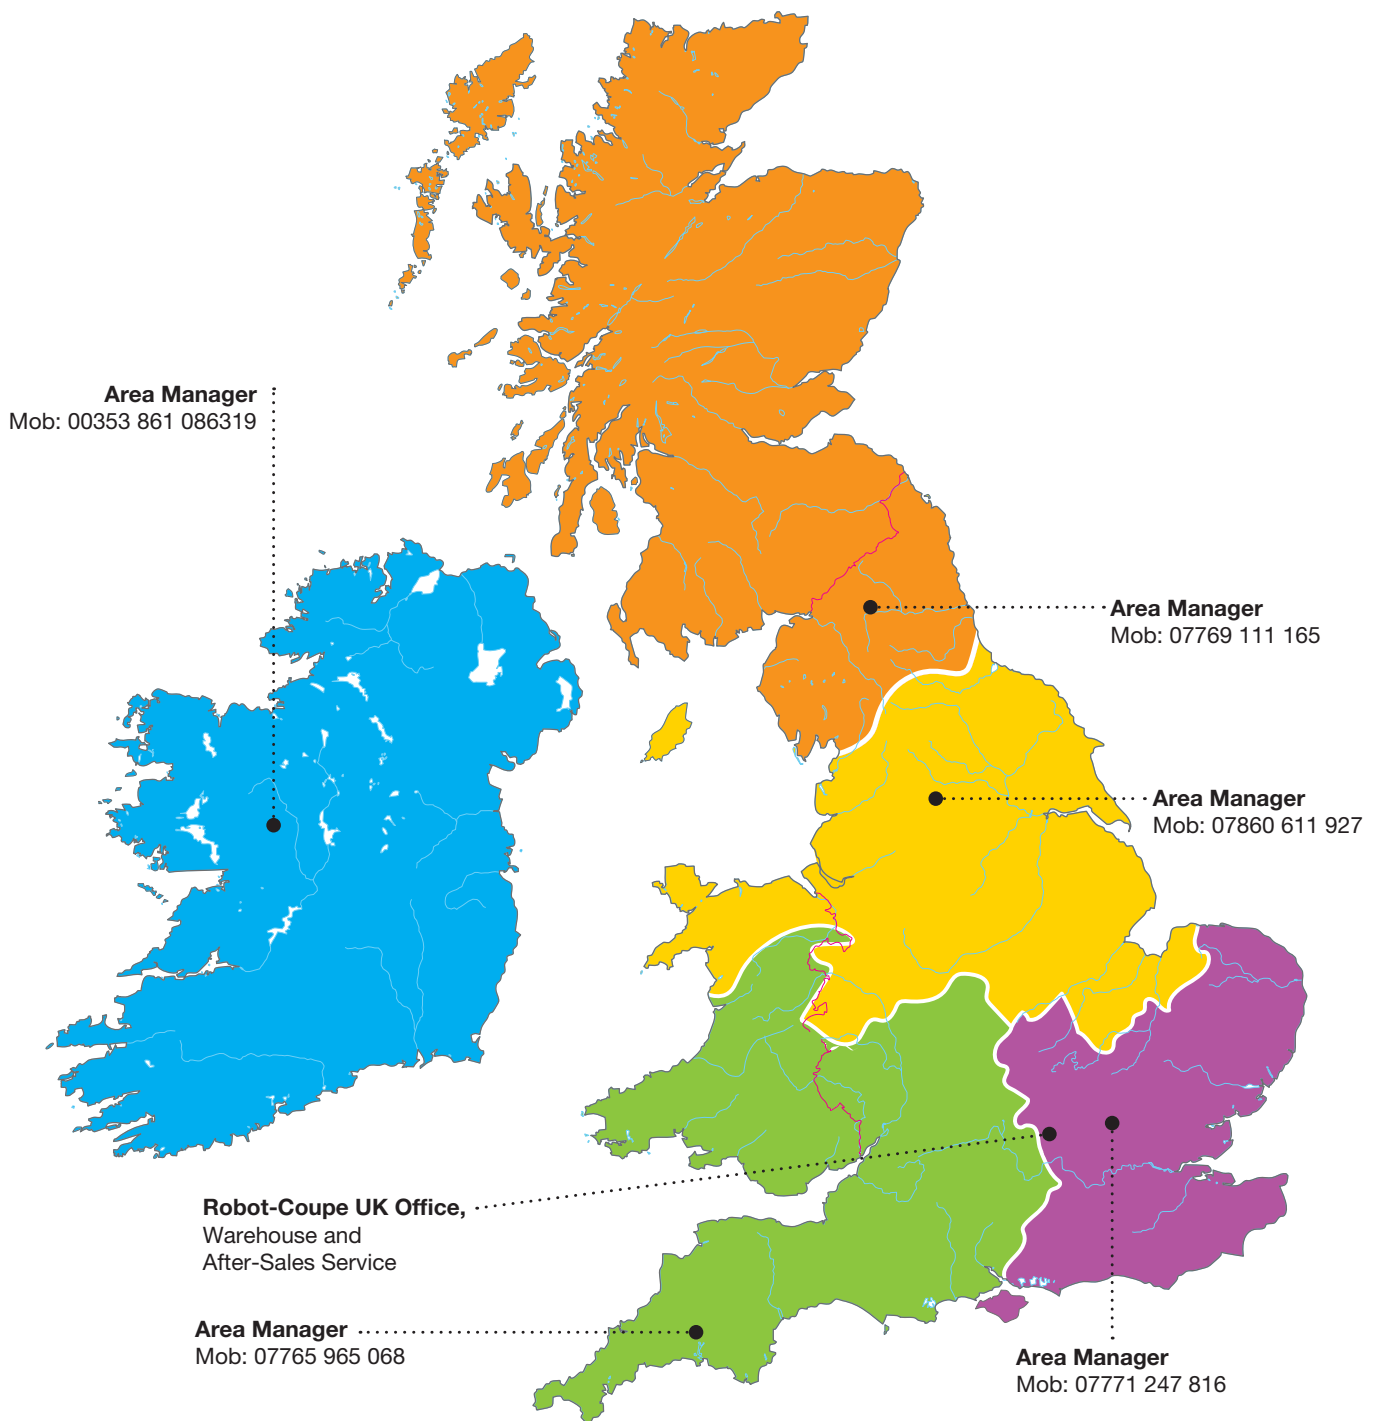 Area Manager
Mob: 00353 861 086319
Area Manager
Mob: 07769 111 165
Area Manager
Mob: 07860 611 927
Robot-Coupe UK Office,
Warehouse and
After-Sales Service
Area Manager
Mob: 07765 965 068
Area Manager
Mob: 07771 247 816